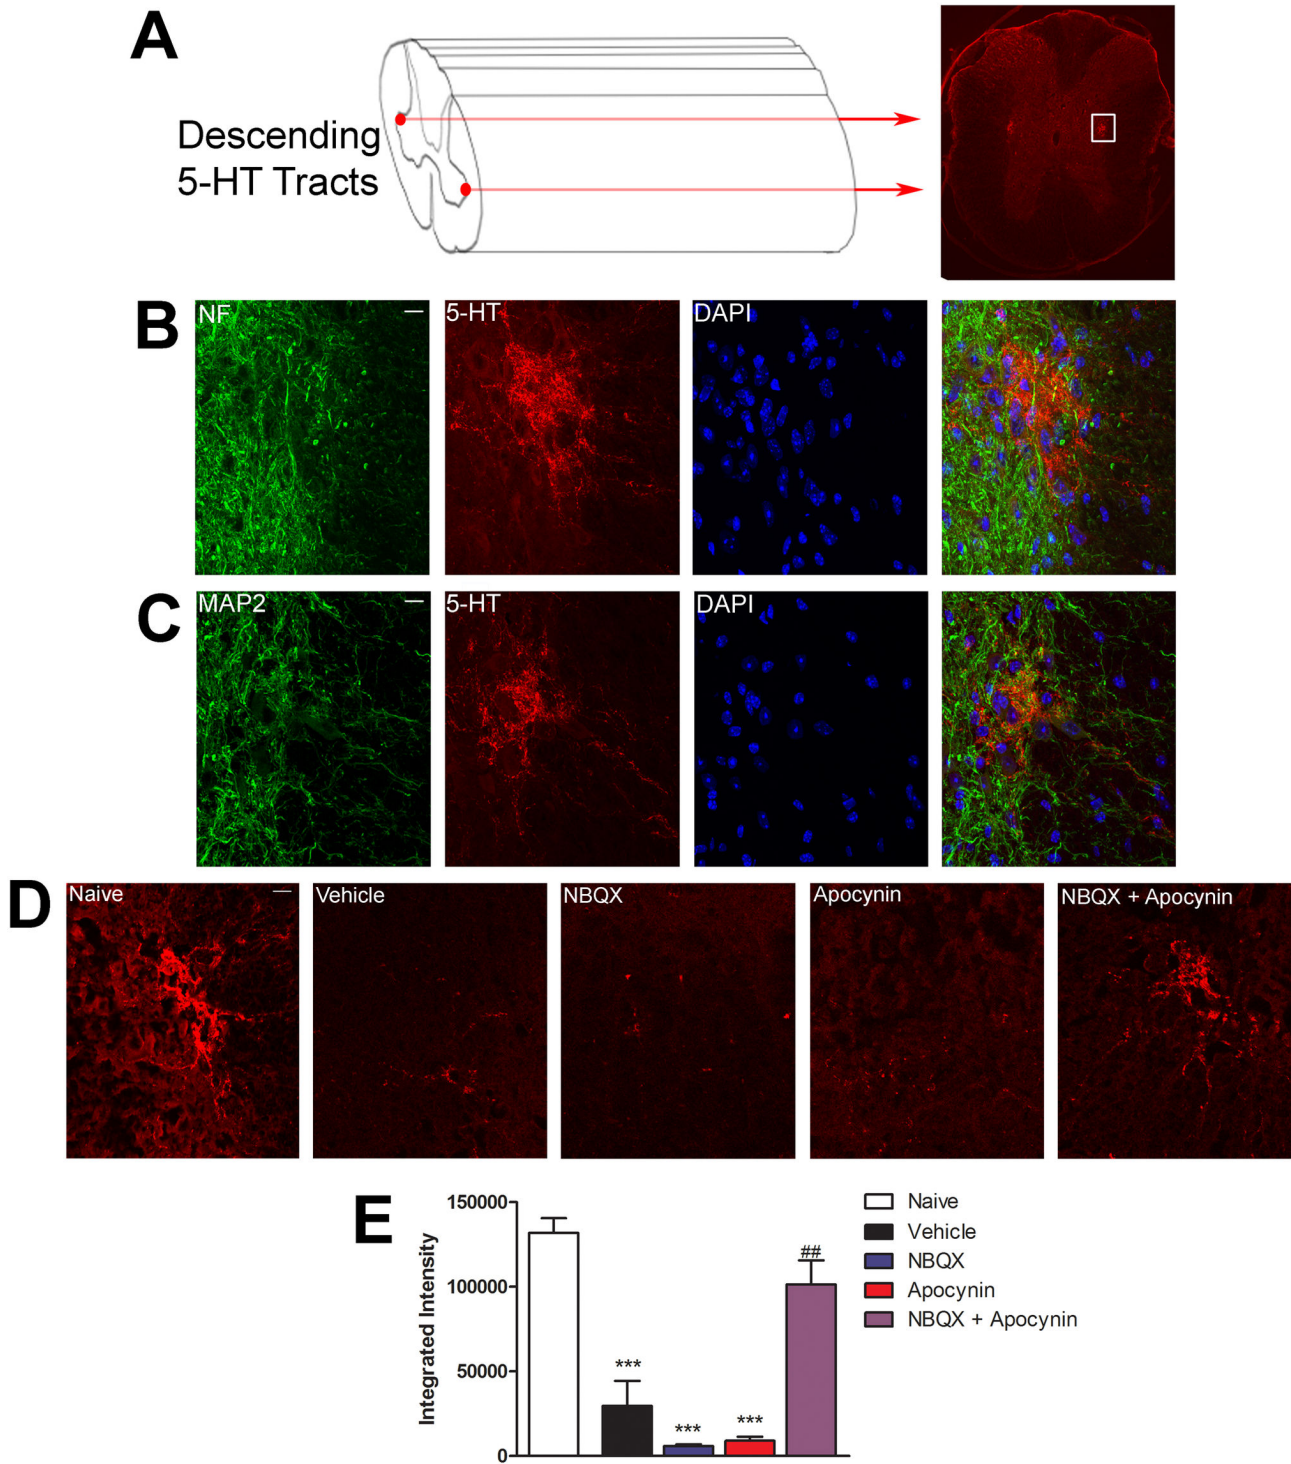 A
Descending
5-HT Tracts
B
NF
5-HT
DAPI
C
MAP2
5-HT
DAPI
D
Naive
Vehicle
NBQX
Apocynin
NBQX + Apocynin
E
Integrated Intensity
150000
100000
50000
0
***
***
***
##
Naive
Vehicle
NBQX
Apocynin
NBQX + Apocynin